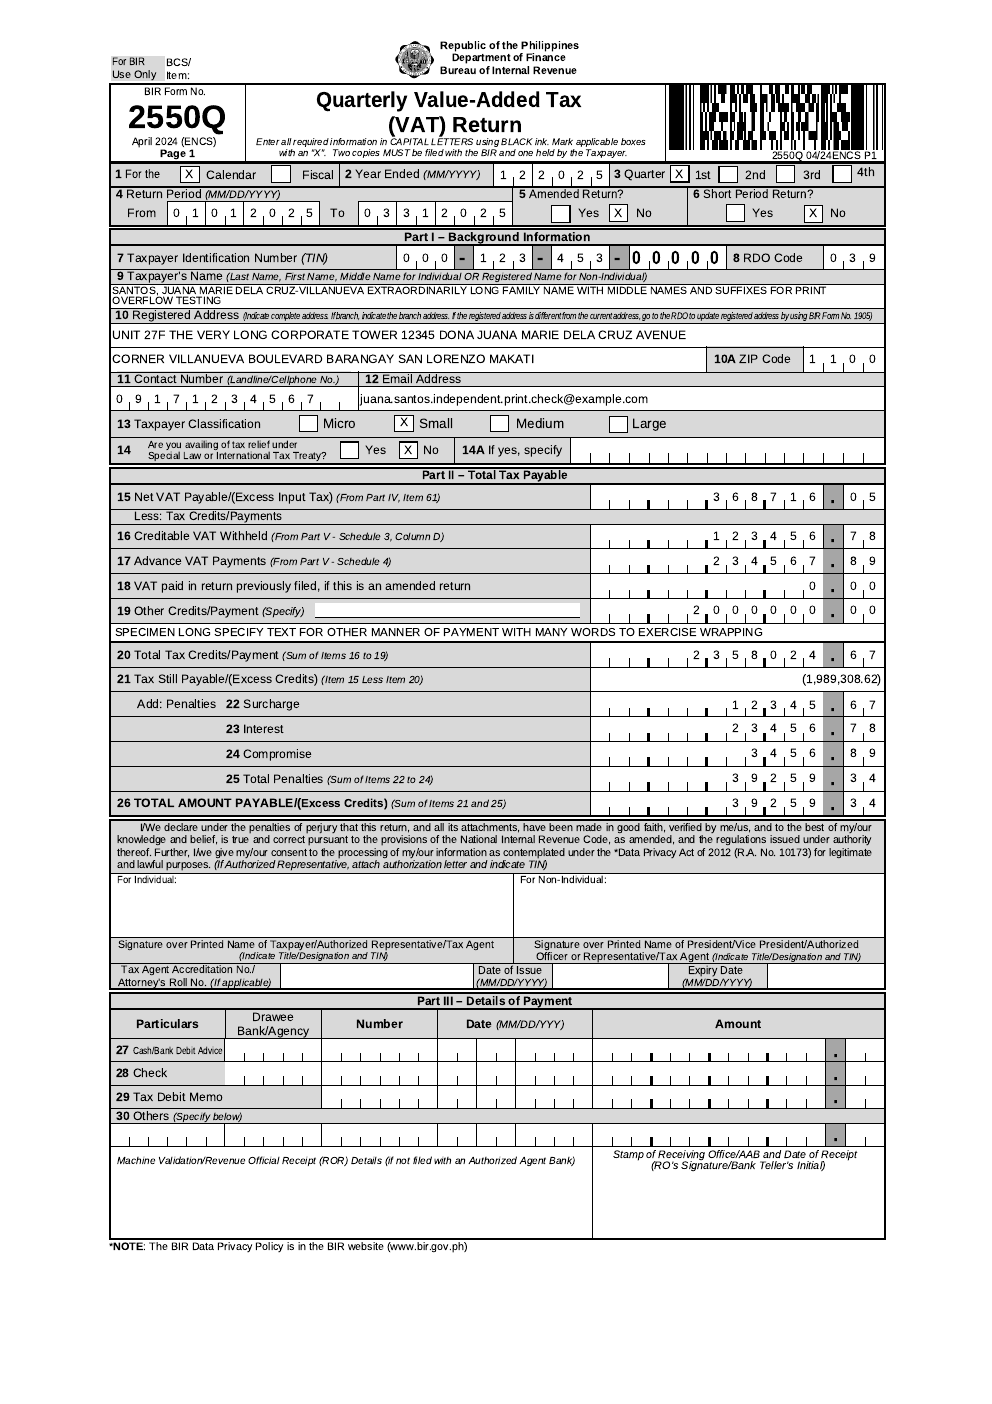 Republic of the Philippines
Department of Finance
Bureau of Internal Revenue
For BIR Use Only
BCS/ Item:
BIR Form No.
2550Q
April 2024 (ENCS)
Page 1
Quarterly Value-Added Tax
(VAT) Return
Enter all required information in CAPITAL LETTERS using BLACK ink. Mark applicable boxes
with an "X". Two copies MUST be filed with the BIR and one held by the Taxpayer.
2550Q 04/24ENCS P1
1 For the X Calendar Fiscal 2 Year Ended (MM/YYYY) 1 2 2 0 2 5 3 Quarter X 1st 2nd 3rd 4th
4 Return Period (MM/DD/YYYY) 5 Amended Return? 6 Short Period Return?
From 0 1 0 1 2 0 2 5 To 0 3 3 1 2 0 2 5 Yes X No Yes X No
Part I – Background Information
7 Taxpayer Identification Number (TIN) 0 0 0 - 1 2 3 - 4 5 3 - 0 0 0 0 0 8 RDO Code 0 3 9
9 Taxpayer's Name (Last Name, First Name, Middle Name for Individual OR Registered Name for Non-Individual)
SANTOS, JUANA MARIE DELA CRUZ-VILLANUEVA EXTRAORDINARILY LONG FAMILY NAME WITH MIDDLE NAMES AND SUFFIXES FOR PRINT
OVERFLOW TESTING
10 Registered Address (Indicate complete address. If branch, indicate the branch address. If the registered address is different from the current address, go to the RDO to update registered address by using BIR Form No. 1905)
UNIT 27F THE VERY LONG CORPORATE TOWER 12345 DONA JUANA MARIE DELA CRUZ AVENUE
CORNER VILLANUEVA BOULEVARD BARANGAY SAN LORENZO MAKATI 10A ZIP Code 1 1 0 0
11 Contact Number (Landline/Cellphone No.) 12 Email Address
0 9 1 7 1 2 3 4 5 6 7 juana.santos.independent.print.check@example.com
13 Taxpayer Classification Micro X Small Medium Large
14 Are you availing of tax relief under
Special Law or International Tax Treaty? Yes X No 14A If yes, specify
Part II – Total Tax Payable
15 Net VAT Payable/(Excess Input Tax) (From Part IV, Item 61) 3 6 8 7 1 6 . 0 5
Less: Tax Credits/Payments
16 Creditable VAT Withheld (From Part V - Schedule 3, Column D) 1 2 3 4 5 6 . 7 8
17 Advance VAT Payments (From Part V - Schedule 4) 2 3 4 5 6 7 . 8 9
18 VAT paid in return previously filed, if this is an amended return 0 . 0 0
19 Other Credits/Payment (Specify) 2 0 0 0 0 0 0 . 0 0
SPECIMEN LONG SPECIFY TEXT FOR OTHER MANNER OF PAYMENT WITH MANY WORDS TO EXERCISE WRAPPING
20 Total Tax Credits/Payment (Sum of Items 16 to 19) 2 3 5 8 0 2 4 . 6 7
21 Tax Still Payable/(Excess Credits) (Item 15 Less Item 20) (1,989,308.62)
Add: Penalties 22 Surcharge 1 2 3 4 5 . 6 7
23 Interest 2 3 4 5 6 . 7 8
24 Compromise 3 4 5 6 . 8 9
25 Total Penalties (Sum of Items 22 to 24) 3 9 2 5 9 . 3 4
26 TOTAL AMOUNT PAYABLE/(Excess Credits) (Sum of Items 21 and 25) 3 9 2 5 9 . 3 4
I/We declare under the penalties of perjury that this return, and all its attachments, have been made in good faith, verified by me/us, and to the best of my/our
knowledge and belief, is true and correct pursuant to the provisions of the National Internal Revenue Code, as amended, and the regulations issued under authority
thereof. Further, I/we give my/our consent to the processing of my/our information as contemplated under the *Data Privacy Act of 2012 (R.A. No. 10173) for legitimate
and lawful purposes. (If Authorized Representative, attach authorization letter and indicate TIN)
For Individual: For Non-Individual:
Signature over Printed Name of Taxpayer/Authorized Representative/Tax Agent
(Indicate Title/Designation and TIN)
Signature over Printed Name of President/Vice President/Authorized
Officer or Representative/Tax Agent (Indicate Title/Designation and TIN)
Tax Agent Accreditation No./
Attorney's Roll No. (If applicable)
Date of Issue
(MM/DD/YYYY)
Expiry Date
(MM/DD/YYYY)
Part III – Details of Payment
Particulars Drawee Bank/Agency Number Date (MM/DD/YYY) Amount
27 Cash/Bank Debit Advice .
28 Check .
29 Tax Debit Memo .
30 Others (Specify below)
.
Machine Validation/Revenue Official Receipt (ROR) Details (if not filed with an Authorized Agent Bank)
Stamp of Receiving Office/AAB and Date of Receipt
(RO's Signature/Bank Teller's Initial)
*NOTE: The BIR Data Privacy Policy is in the BIR website (www.bir.gov.ph)